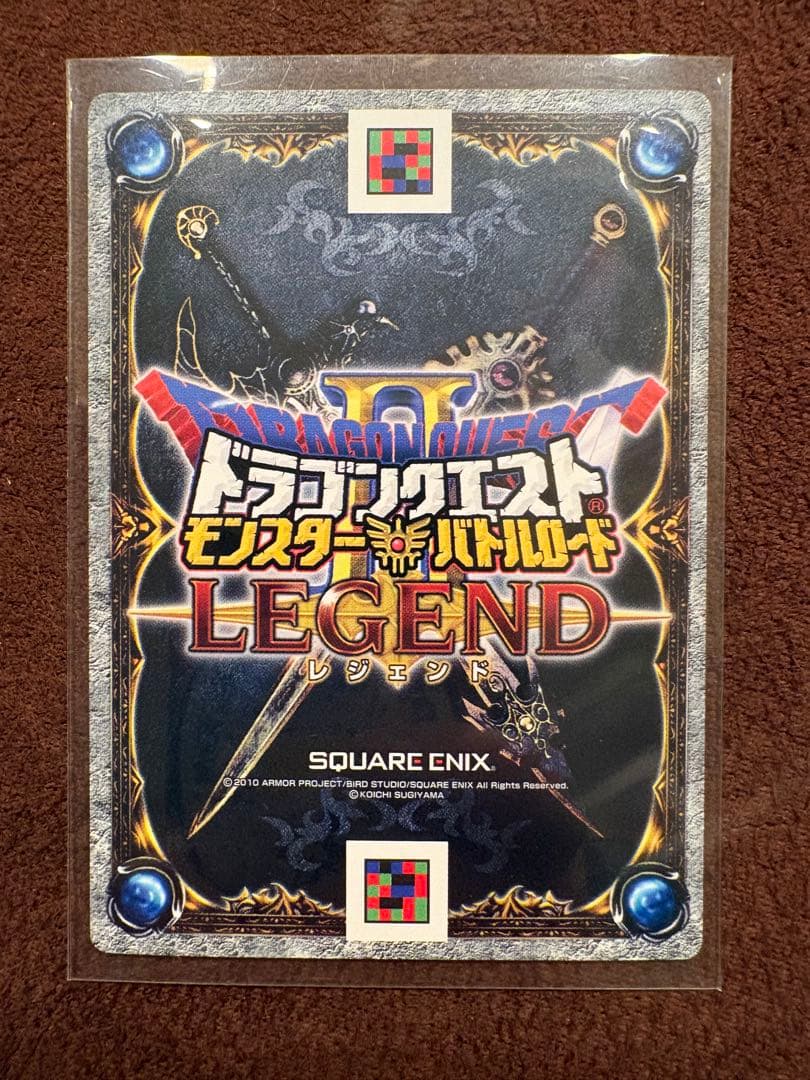 II
DRAGON QUEST
ドラゴンクエスト®
モンスターバトルロード
LEGEND
レジェンド
SQUARE ENIX®
©2010 ARMOR PROJECT/BIRD STUDIO/SQUARE ENIX All Rights Reserved.
©KOICHI SUGIYAMA